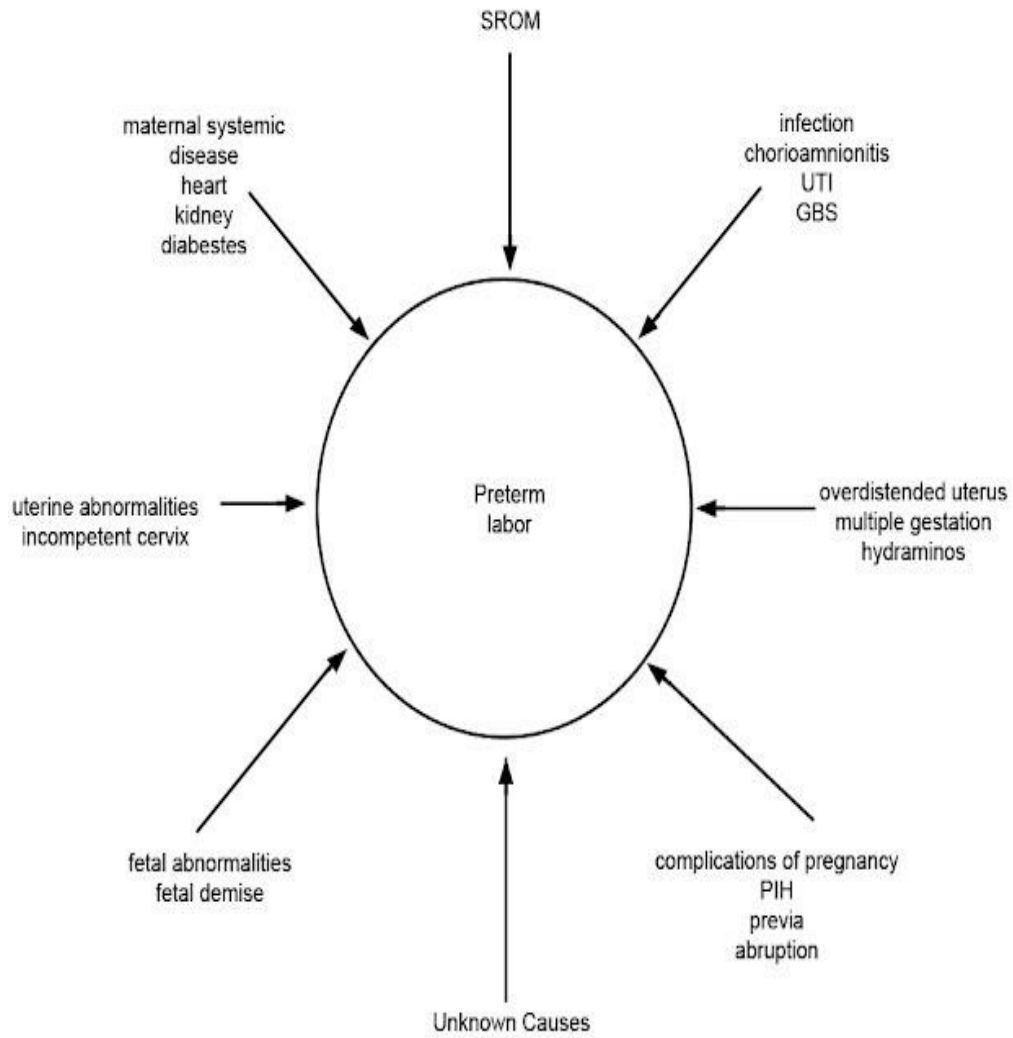 SROM
maternal systemic
disease
heart
kidney
diabestes
infection
chorioamnionitis
UTI
GBS
Preterm
labor
uterine abnormalities
incompetent cervix
overdistended uterus
multiple gestation
hydraminos
fetal abnormalities
fetal demise
complications of pregnancy
PIH
previa
abruption
Unknown Causes